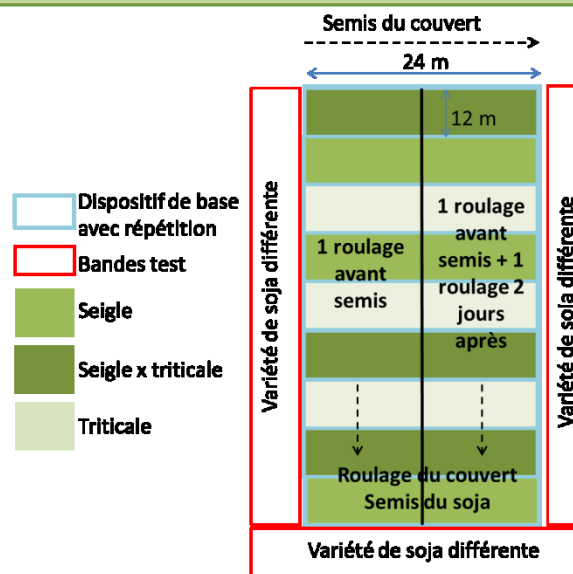 Semis du couvert
24 m
12 m
Dispositif de base
avec répétition
Bandes test
Seigle
Seigle x triticale
Triticale
Variété de soja différente
1 roulage
avant
semis
1 roulage
avant
semis + 1
roulage 2
jours
après
Roulage du couvert
Semis du soja
Variété de soja différente
Variété de soja différente